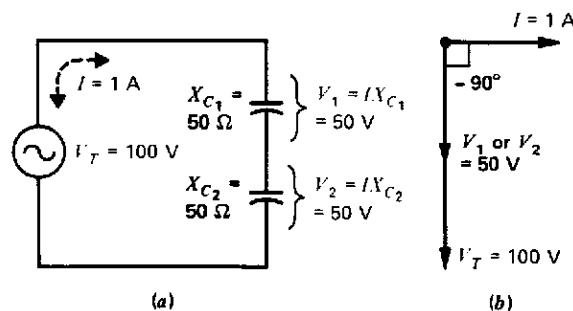 I = 1 A
X_C1 = 50 Ω
V_1 = IX_C1 = 50 V
V_T = 100 V
X_C2 = 50 Ω
V_2 = IX_C2 = 50 V
(a)
I = 1 A
- 90°
V_1 or V_2 = 50 V
V_T = 100 V
(b)